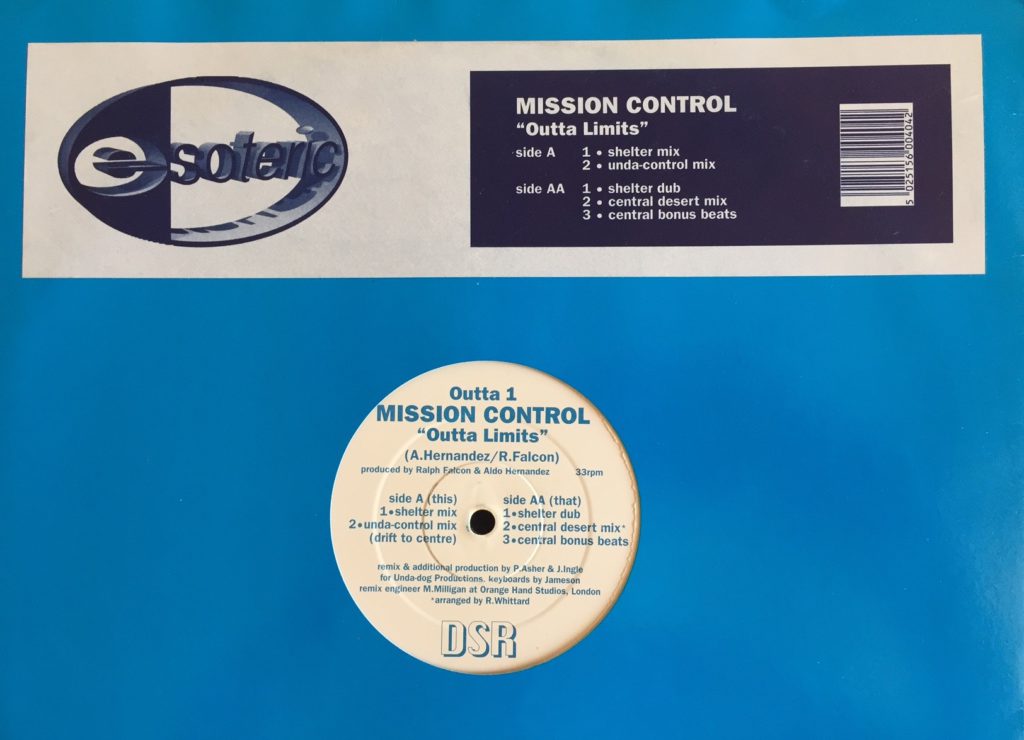 esoteric
MISSION CONTROL
“Outta Limits”
side A 1 • shelter mix
2 • unda-control mix
side AA 1 • shelter dub
2 • central desert mix
3 • central bonus beats
5 025156 004042
Outta 1
MISSION CONTROL
“Outta Limits”
(A.Hernandez/R.Falcon)
produced by Ralph Falcon & Aldo Hernandez 33rpm
side A (this) side AA (that)
1•shelter mix 1•shelter dub
2•unda-control mix 2•central desert mix*
(drift to centre) 3•central bonus beats
remix & additional production by P.Asher & J.Ingle
for Unda-dog Productions. keyboards by Jameson
remix engineer M.Milligan at Orange Hand Studios, London
*arranged by R.Whittard
DSR